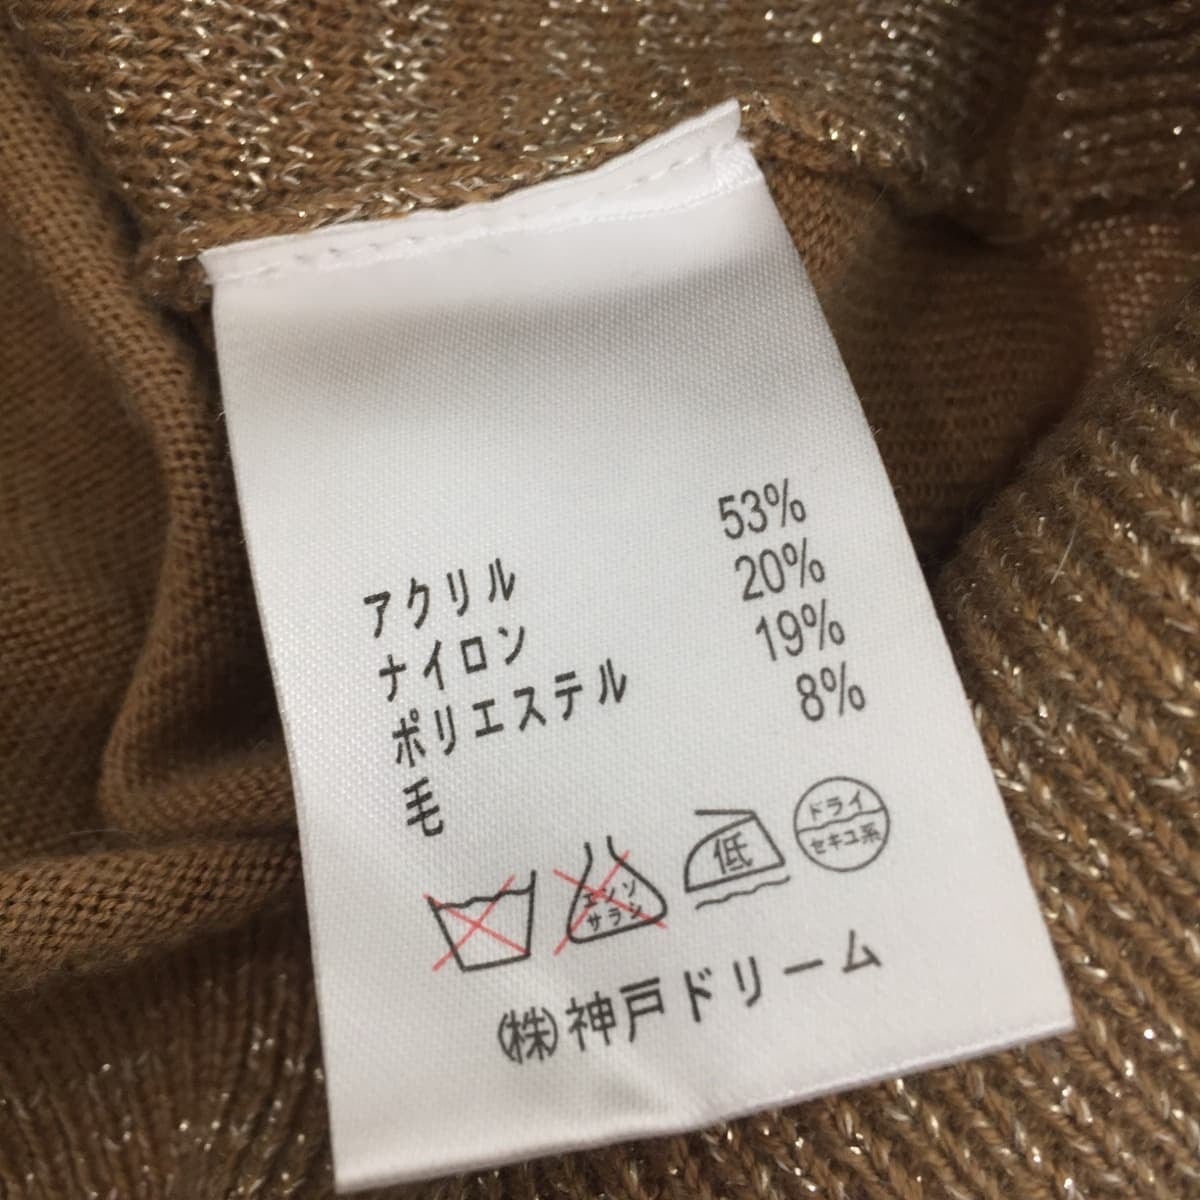 アクリル 53%
ナイロン 20%
ポリエステル 19%
毛 8%
エンソ
サラシ
低
ドライ
セキユ系
㈱神戸ドリーム